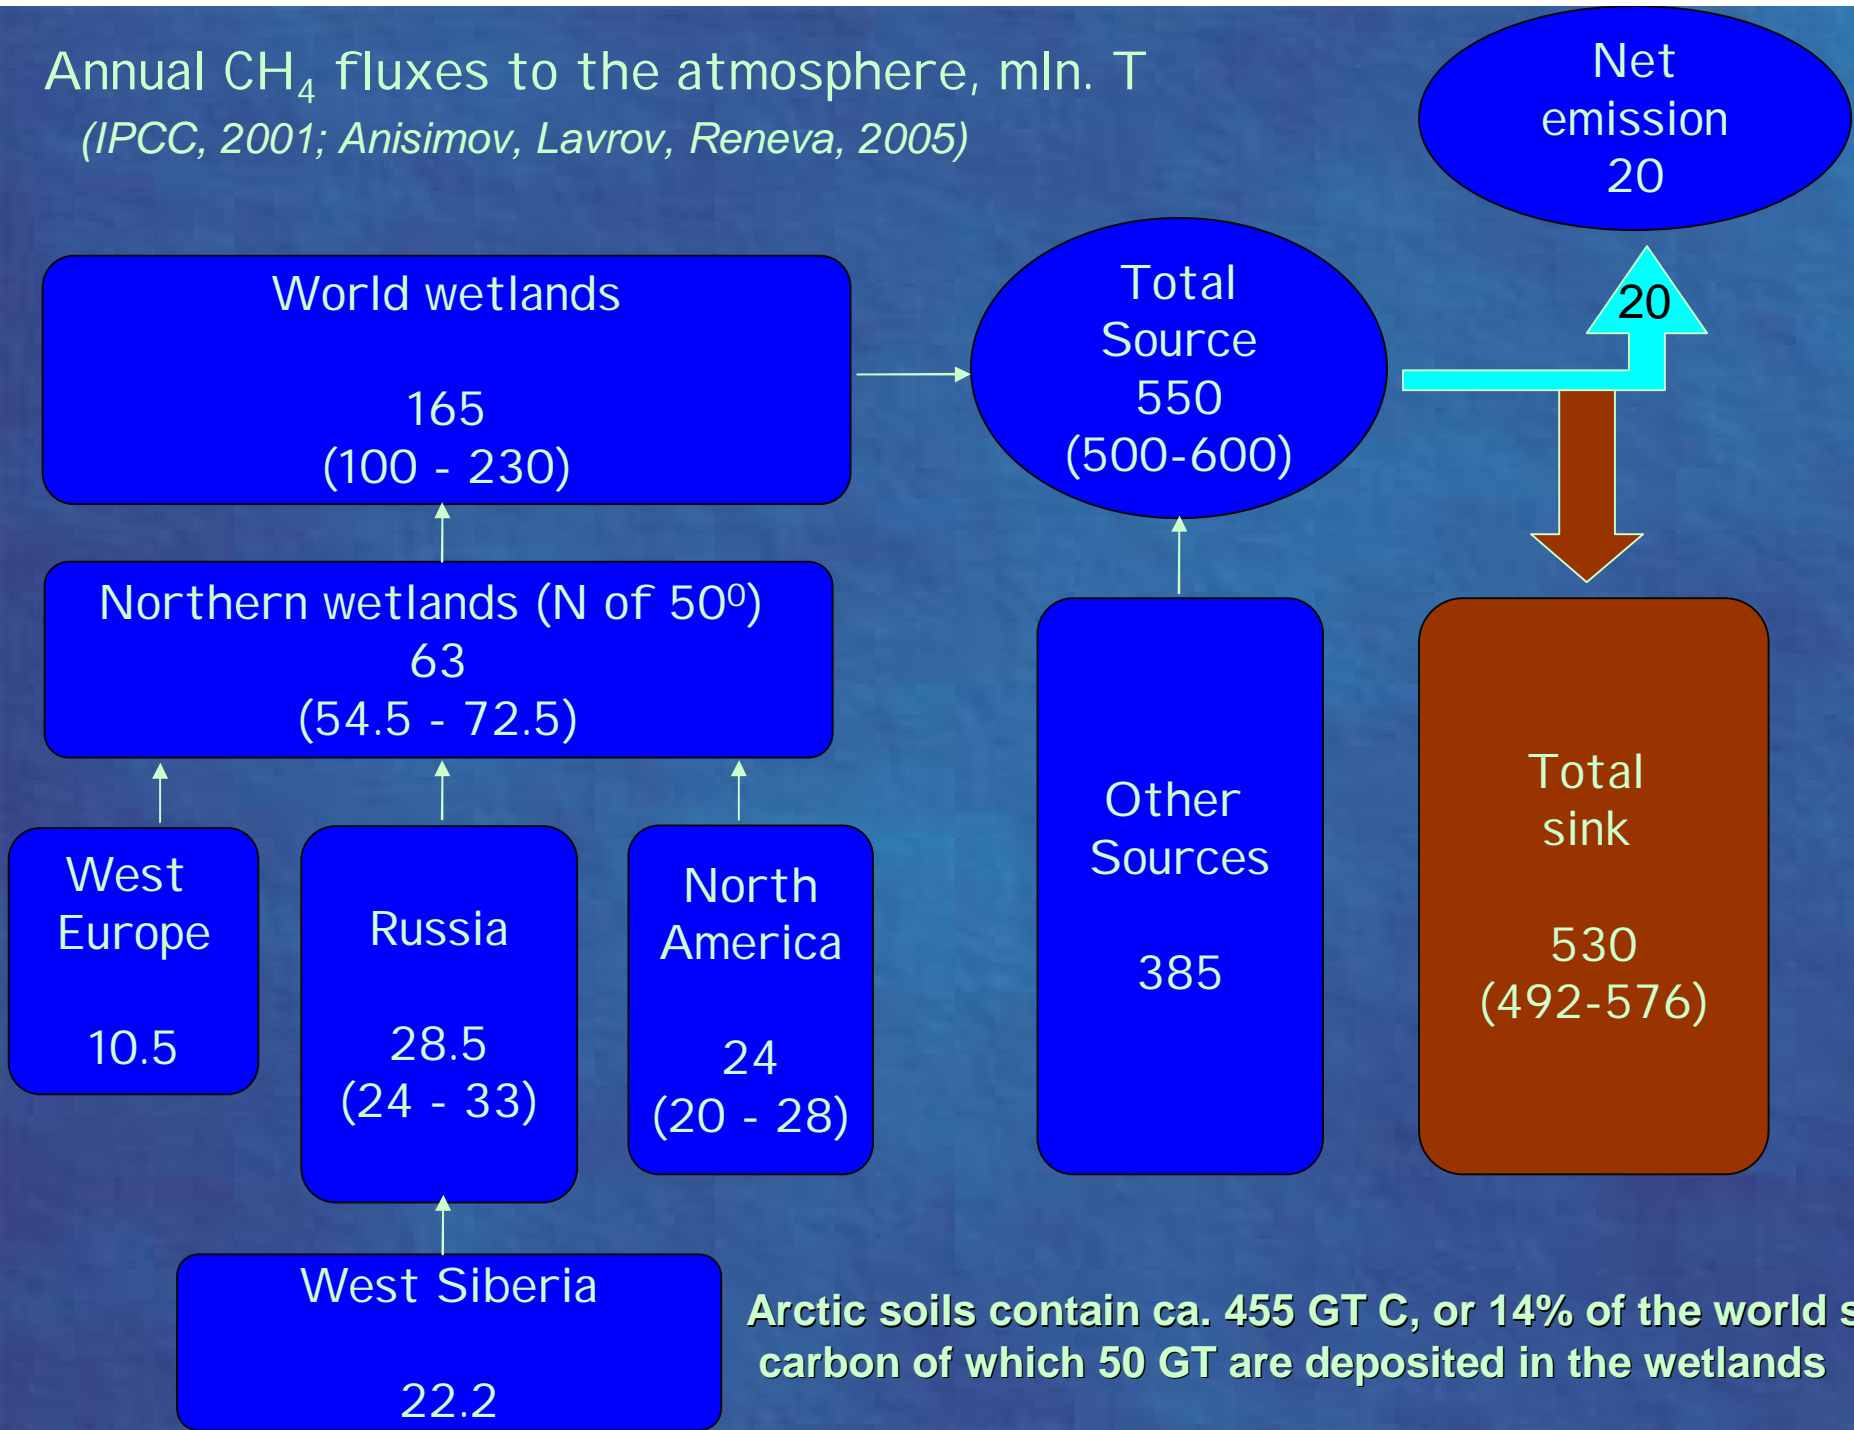 Annual CH₄ fluxes to the atmosphere, mln. T
(IPCC, 2001; Anisimov, Lavrov, Reneva, 2005)
Net
emission
20
World wetlands
165
(100 - 230)
Total
Source
550
(500-600)
20
Northern wetlands (N of 50⁰)
63
(54.5 - 72.5)
West
Europe
10.5
Russia
28.5
(24 - 33)
North
America
24
(20 - 28)
Other
Sources
385
Total
sink
530
(492-576)
West Siberia
22.2
Arctic soils contain ca. 455 GT C, or 14% of the world
carbon of which 50 GT are deposited in the wetlands